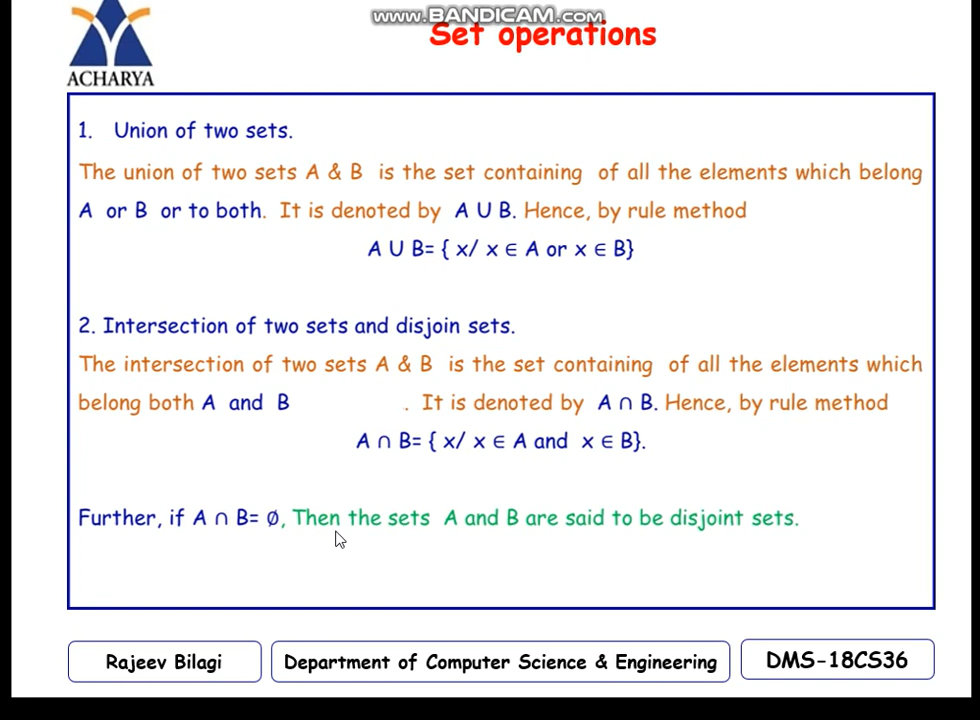 www.BANDICAM.com
Set operations
ACHARYA
1. Union of two sets.
The union of two sets A & B is the set containing of all the elements which belong
A or B or to both. It is denoted by A U B. Hence, by rule method
A U B= { x/ x ∈ A or x ∈ B}
2. Intersection of two sets and disjoin sets.
The intersection of two sets A & B is the set containing of all the elements which
belong both A and B . It is denoted by A ∩ B. Hence, by rule method
A ∩ B= { x/ x ∈ A and x ∈ B}.
Further, if A ∩ B= ∅, Then the sets A and B are said to be disjoint sets.
Rajeev Bilagi
Department of Computer Science & Engineering
DMS-18CS36